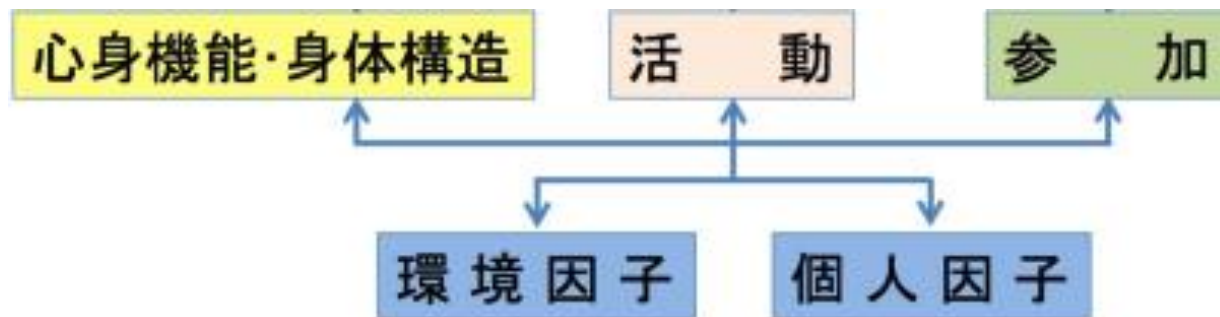 心身機能・身体構造
活動
参加
環境因子
個人因子